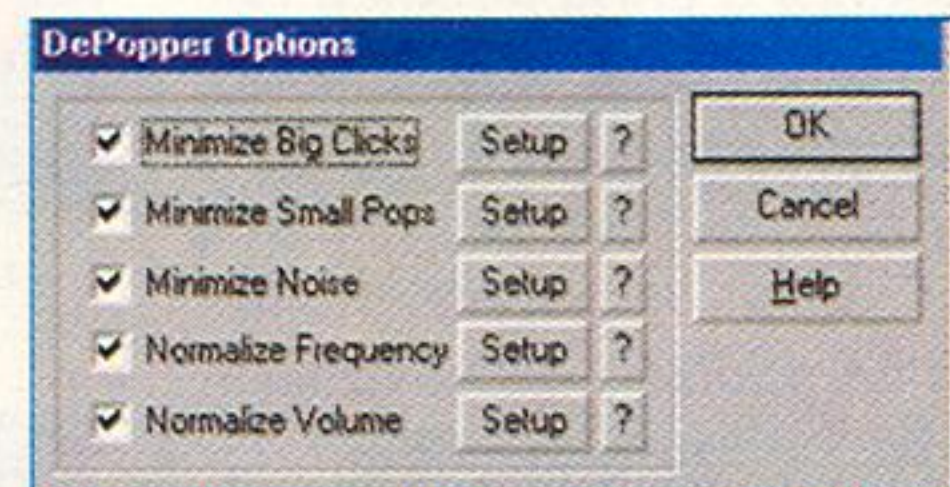 DePopper Options
Minimize Big Clicks Setup ? OK
Minimize Small Pops Setup ? Cancel
Minimize Noise Setup ? Help
Normalize Frequency Setup ?
Normalize Volume Setup ?